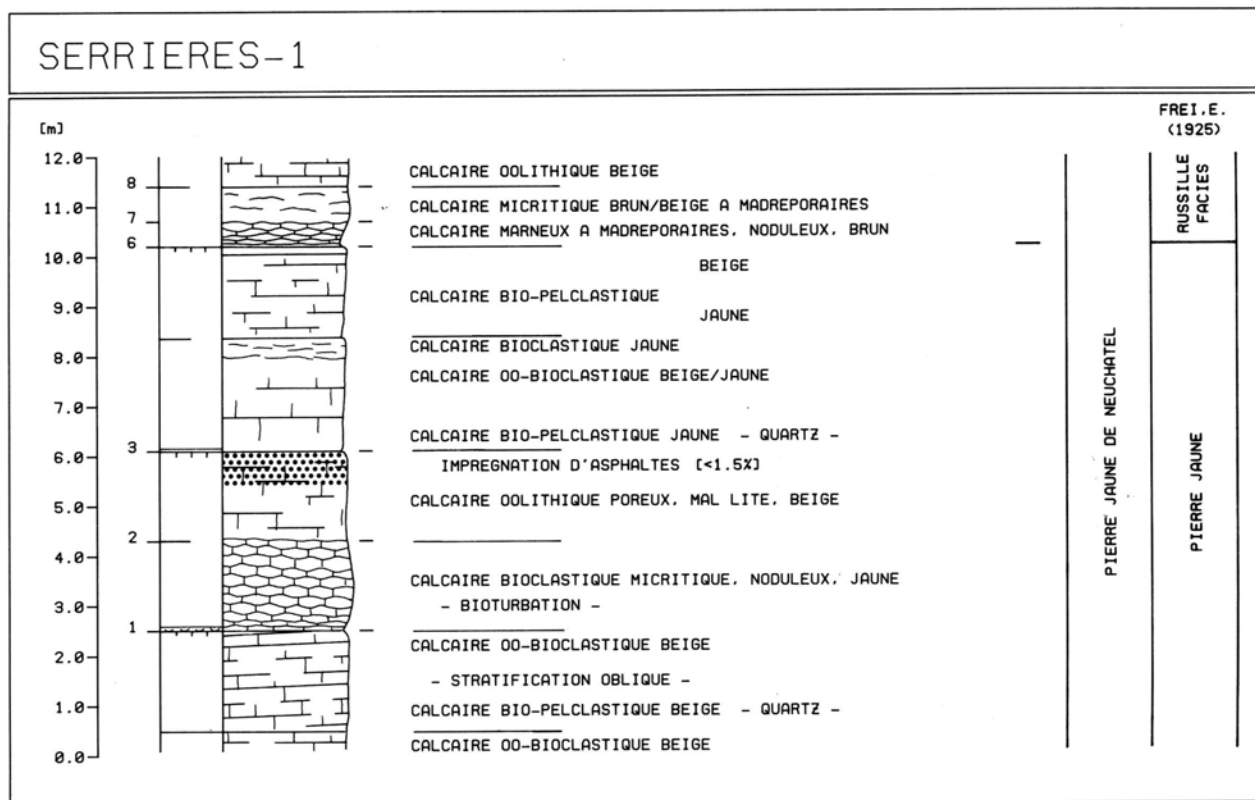 SERRIERES-1
FREI.E.
(1925)
[m]
12.0
11.0
10.0
9.0
8.0
7.0
6.0
5.0
4.0
3.0
2.0
1.0
0.0
8
7
6
3
2
1
CALCAIRE OOLITHIQUE BEIGE
CALCAIRE MICRITIQUE BRUN/BEIGE A MADREPORAIRES
CALCAIRE MARNEUX A MADREPORAIRES, NODULEUX, BRUN
BEIGE
CALCAIRE BIO-PELCLASTIQUE
JAUNE
CALCAIRE BIOCLASTIQUE JAUNE
CALCAIRE OO-BIOCLASTIQUE BEIGE/JAUNE
CALCAIRE BIO-PELCLASTIQUE JAUNE - QUARTZ -
IMPREGNATION D'ASPHALTES [<1.5%]
CALCAIRE OOLITHIQUE POREUX, MAL LITE, BEIGE
CALCAIRE BIOCLASTIQUE MICRITIQUE, NODULEUX, JAUNE
- BIOTURBATION -
CALCAIRE OO-BIOCLASTIQUE BEIGE
- STRATIFICATION OBLIQUE -
CALCAIRE BIO-PELCLASTIQUE BEIGE - QUARTZ -
CALCAIRE OO-BIOCLASTIQUE BEIGE
PIERRE JAUNE DE NEUCHATEL
RUSSILLE
FACIES
PIERRE JAUNE